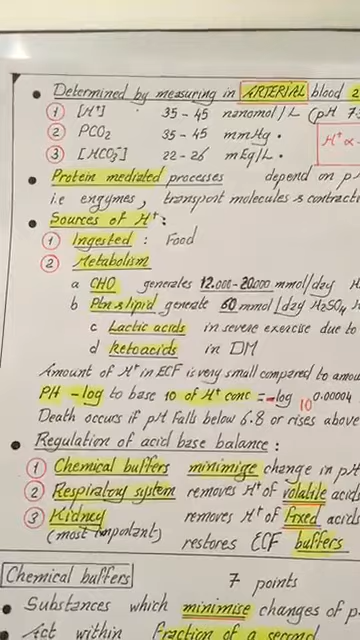 • Determined by measuring in ARTERIAL blood 2
① [H⁺] 35 - 45 nanomol/L (pH 7.
② PCO2 35 - 45 mmHg.
③ [HCO3⁻] 22 - 26 mEq/L.
H⁺ ∝
• Protein mediated processes depend on p
i.e enzymes, transport molecules & contracti
• Sources of H⁺:
① Ingested : Food
② Metabolism
a CHO generates 12.000-20000 mmol/day H
b Ptn & lipid generate 60 mmol/day H2SO4
c Lactic acids in severe exercise due to
d ketoacids in DM
Amount of H⁺ in ECF is very small compared to amou
PH -log to base 10 of H⁺ conc = -log 10 0.00004
Death occurs if pH falls below 6.8 or rises above
• Regulation of acid base balance :
① Chemical buffers minimize change in pH
② Respiratory system removes H⁺ of volatile acid
③ Kidney removes H⁺ of fixed acids
(most important) restores ECF buffers
Chemical buffers 7 points
• Substances which minimise changes of p
• Act within fraction of a second